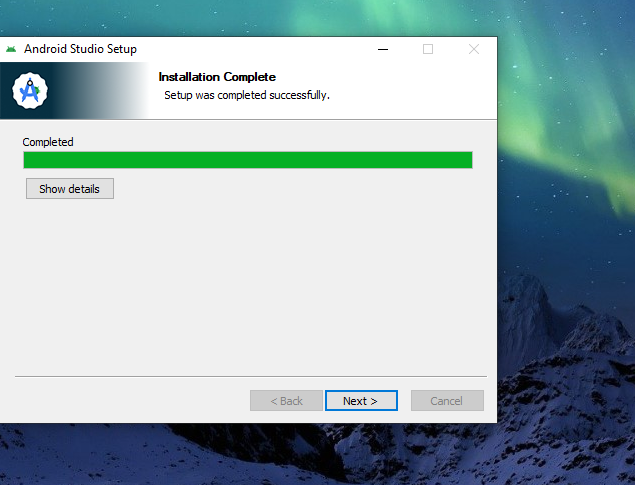 Android Studio Setup
Installation Complete
Setup was completed successfully.
Completed
Show details
< Back
Next >
Cancel